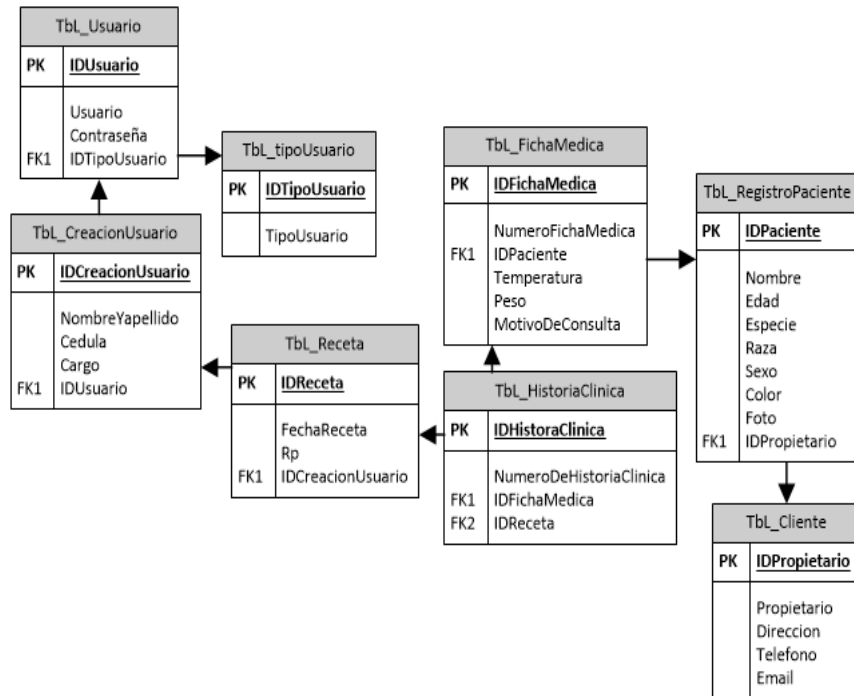 TbL_Usuario
PK IDUsuario
Usuario
Contraseña
FK1 IDTipoUsuario
TbL_tipoUsuario
PK IDTipoUsuario
TipoUsuario
TbL_CreacionUsuario
PK IDCreacionUsuario
NombreYapellido
Cedula
Cargo
FK1 IDUsuario
TbL_Receta
PK IDReceta
FechaReceta
Rp
FK1 IDCreacionUsuario
TbL_FichaMedica
PK IDFichaMedica
NumeroFichaMedica
FK1 IDPaciente
Temperatura
Peso
MotivoDeConsulta
TbL_HistoriaClinica
PK IDHistoraClinica
NumeroDeHistoriaClinica
FK1 IDFichaMedica
FK2 IDReceta
TbL_RegistroPaciente
PK IDPaciente
Nombre
Edad
Especie
Raza
Sexo
Color
Foto
FK1 IDPropietario
TbL_Cliente
PK IDPropietario
Propietario
Direccion
Telefono
Email